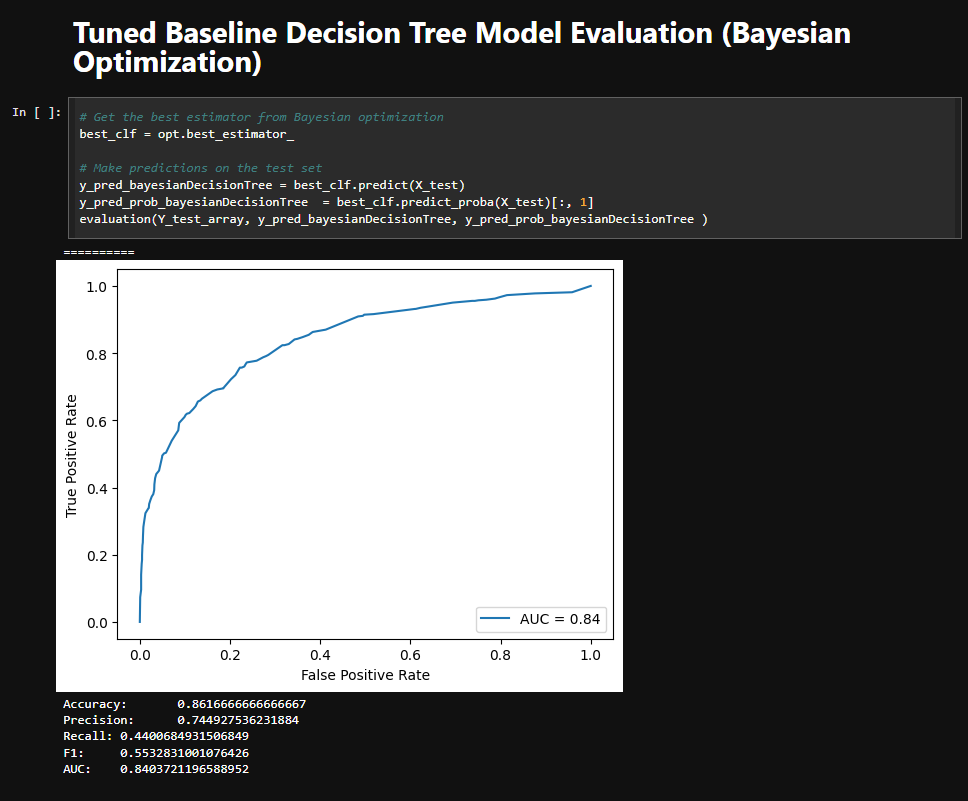 Tuned Baseline Decision Tree Model Evaluation (Bayesian
Optimization)
In [ ]:
# Get the best estimator from Bayesian optimization
best_clf = opt.best_estimator_
# Make predictions on the test set
y_pred_bayesianDecisionTree = best_clf.predict(X_test)
y_pred_prob_bayesianDecisionTree  = best_clf.predict_proba(X_test)[:, 1]
evaluation(Y_test_array, y_pred_bayesianDecisionTree, y_pred_prob_bayesianDecisionTree )
==========
1.0
0.8
0.6
0.4
0.2
0.0
True Positive Rate
AUC = 0.84
0.0 0.2 0.4 0.6 0.8 1.0
False Positive Rate
Accuracy: 0.8616666666666667
Precision: 0.744927536231884
Recall: 0.4400684931506849
F1: 0.5532831001076426
AUC: 0.8403721196588952